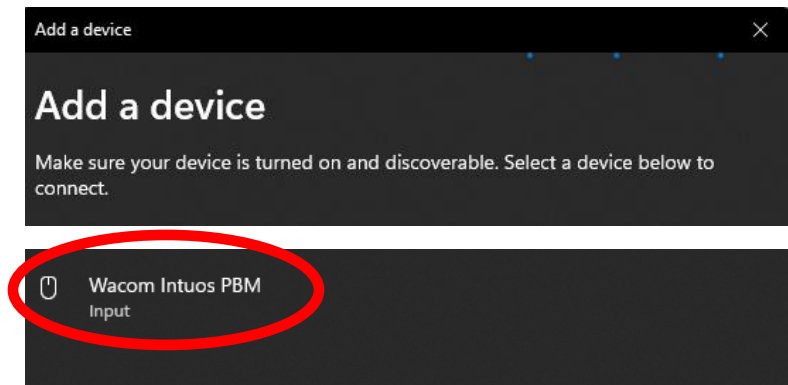 Add a device
Add a device
Make sure your device is turned on and discoverable. Select a device below to
connect.
Wacom Intuos PBM
Input